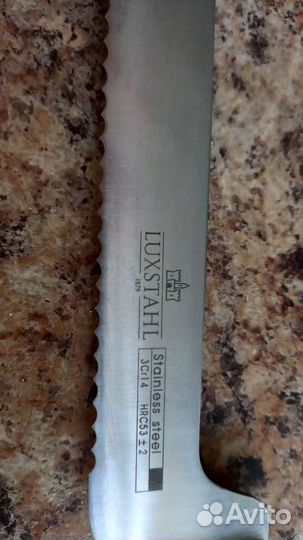 LUXSTAHL
1879
Stainless steel
3Cr14 HRC53 ± 2
Avito